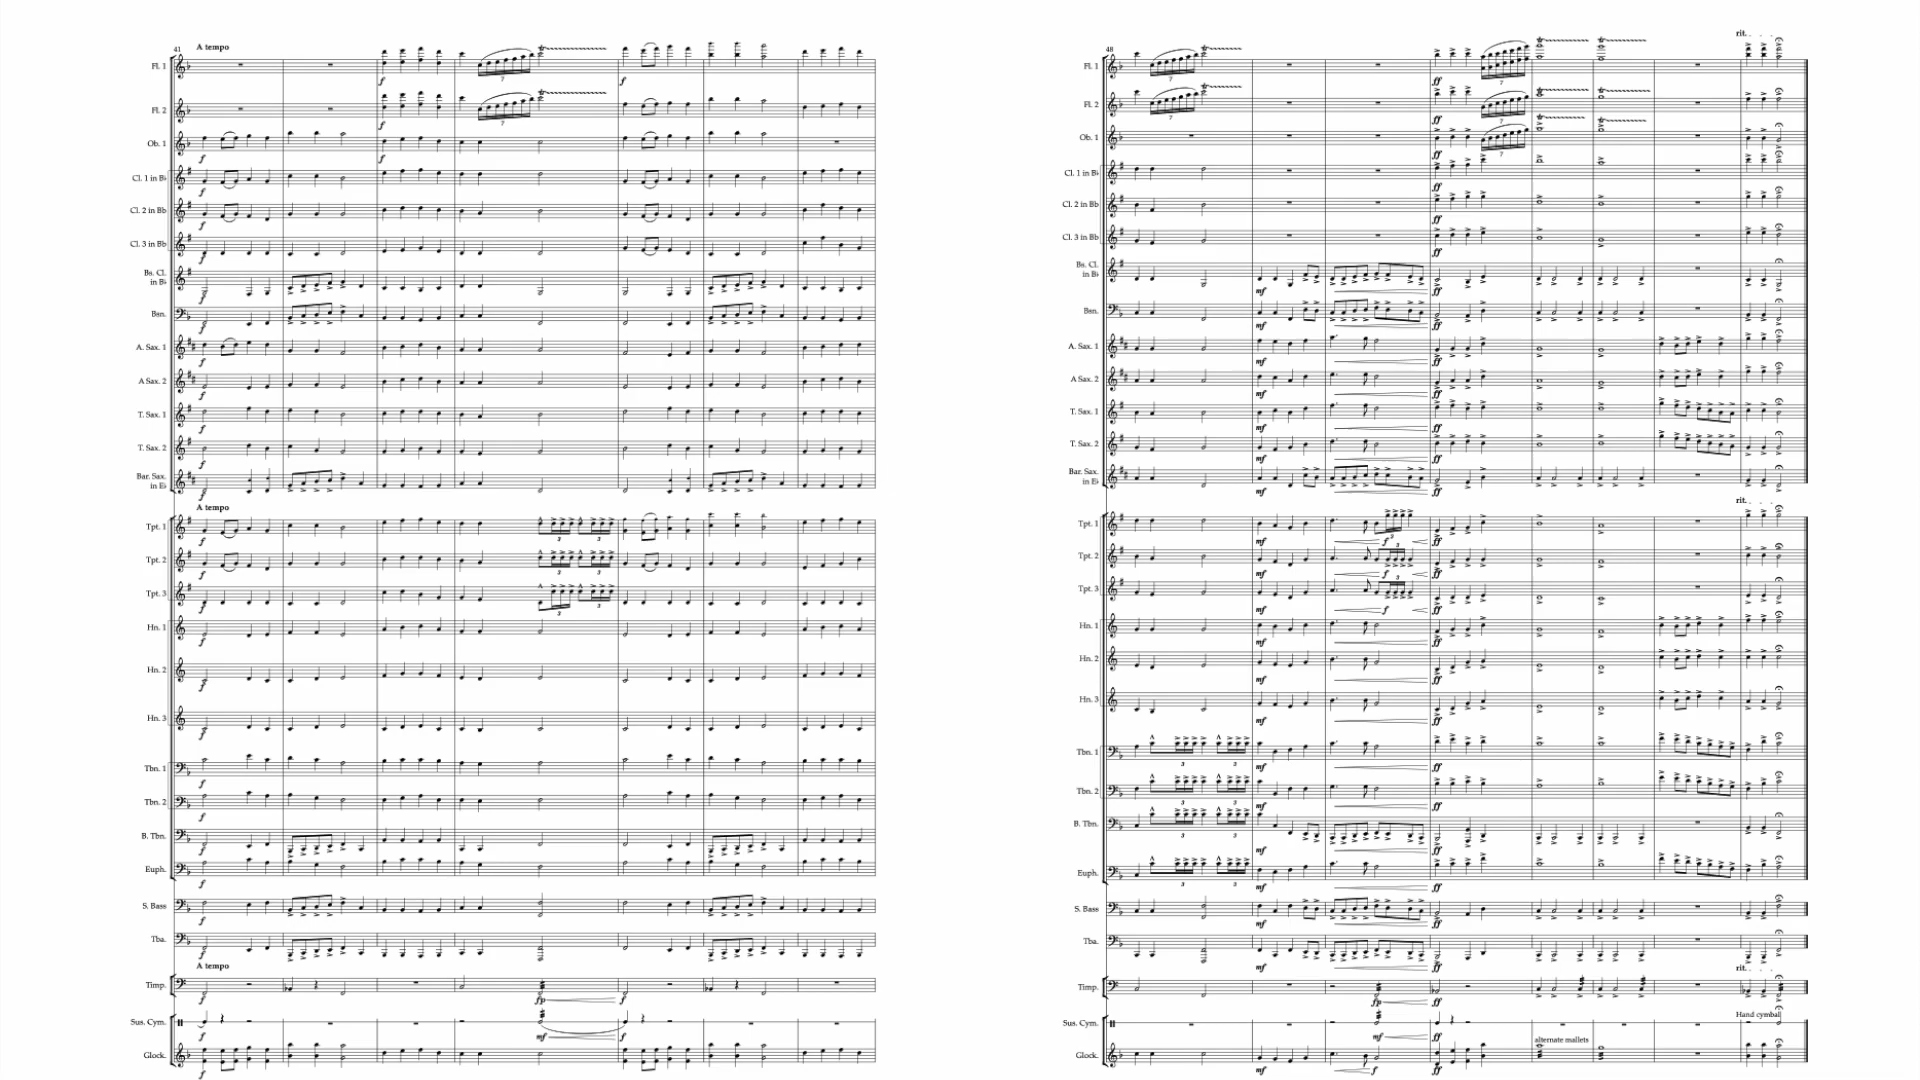 41
A tempo
Fl. 1
Fl. 2
Ob. 1
Cl. 1 in B♭
Cl. 2 in Bb
Cl. 3 in Bb
Bs. Cl.
in B♭
Bsn.
A. Sax. 1
A Sax. 2
T. Sax. 1
T. Sax. 2
Bar. Sax.
in E♭
A tempo
Tpt. 1
Tpt. 2
Tpt. 3
Hn. 1
Hn. 2
Hn. 3
Tbn. 1
Tbn. 2
B. Tbn.
Euph.
S. Bass
Tba.
A tempo
Timp.
Sus. Cym.
Glock.
48
rit.
Fl. 1
Fl. 2
Ob. 1
Cl. 1 in B♭
Cl. 2 in Bb
Cl. 3 in Bb
Bs. Cl.
in B♭
Bsn.
A. Sax. 1
A Sax. 2
T. Sax. 1
T. Sax. 2
Bar. Sax.
in E♭
rit.
Tpt. 1
Tpt. 2
Tpt. 3
Hn. 1
Hn. 2
Hn. 3
Tbn. 1
Tbn. 2
B. Tbn.
Euph.
S. Bass
Tba.
rit.
Timp.
Hand cymbal
Sus. Cym.
alternate mallets
Glock.